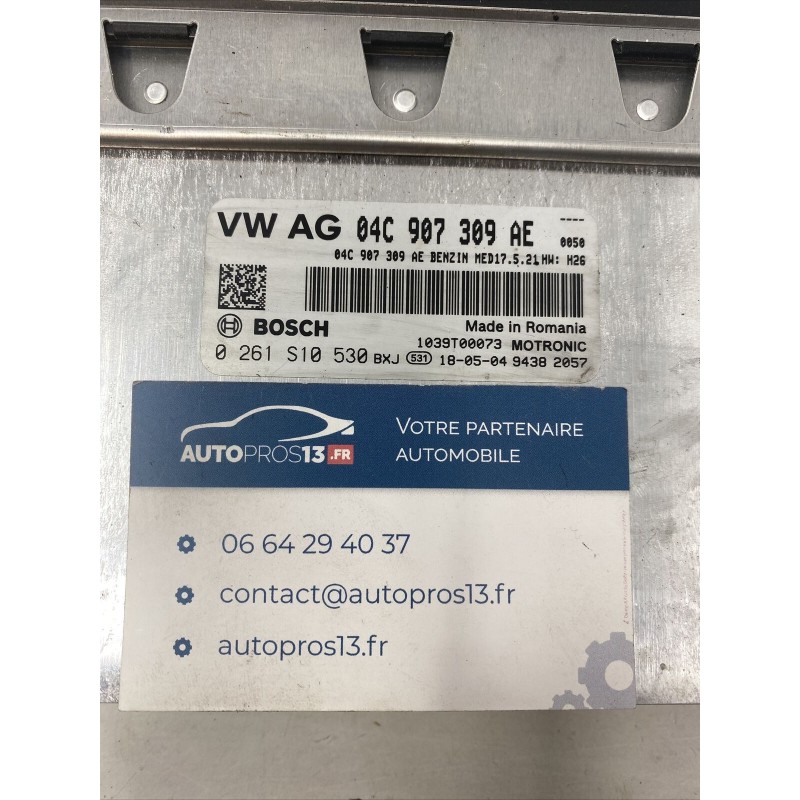 VW AG 04C 907 309 AE ----
0050
04C 907 309 AE BENZIN MED17.5.21 HW: H26
BOSCH
Made in Romania
1039T00073 MOTRONIC
0 261 S10 530 BXJ 531 18-05-04 9438 2057
AUTOPROS13.FR
VOTRE PARTENAIRE
AUTOMOBILE
06 64 29 40 37
contact@autopros13.fr
autopros13.fr